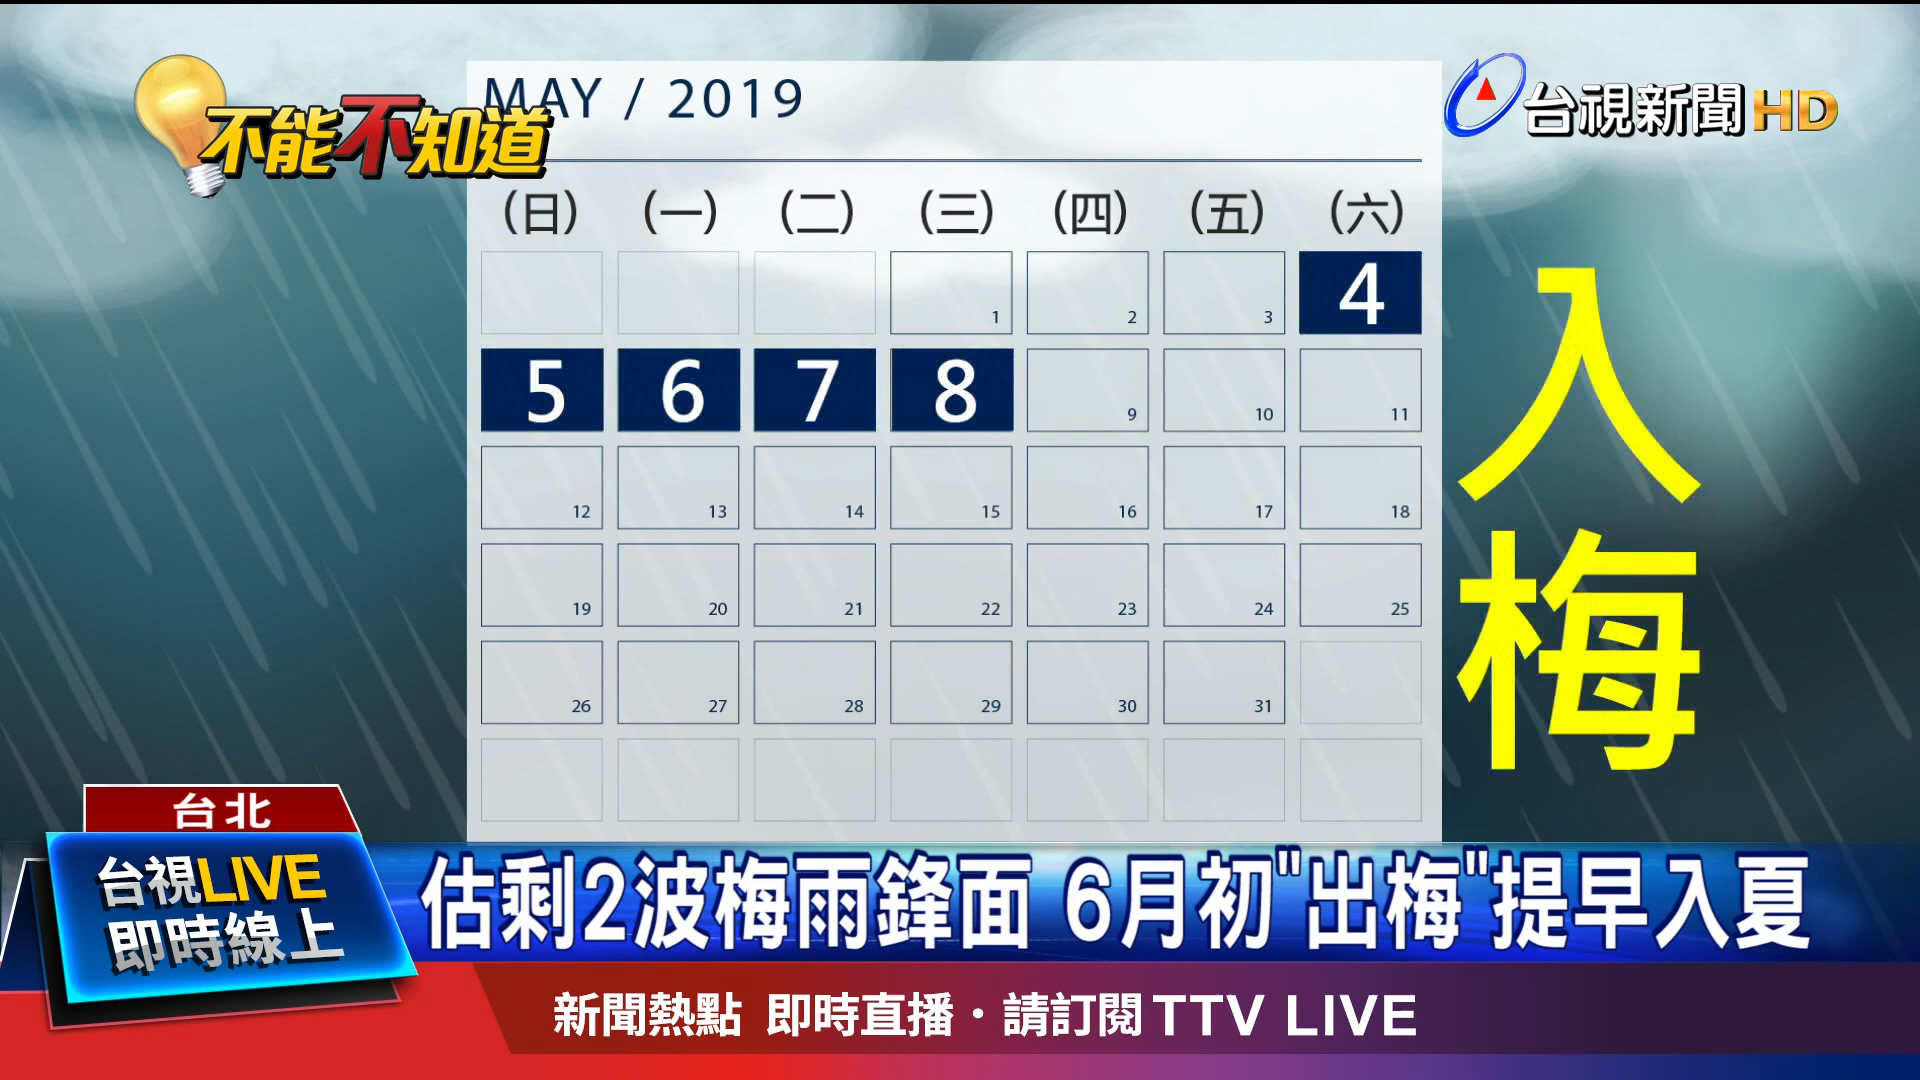 不能不知道
MAY / 2019
台視新聞HD
(日) (一) (二) (三) (四) (五) (六)
1 2 3 4
5 6 7 8 9 10 11
12 13 14 15 16 17 18
19 20 21 22 23 24 25
26 27 28 29 30 31
入梅
台北
台視LIVE
即時線上
估剩2波梅雨鋒面 6月初"出梅"提早入夏
新聞熱點 即時直播・請訂閱TTV LIVE